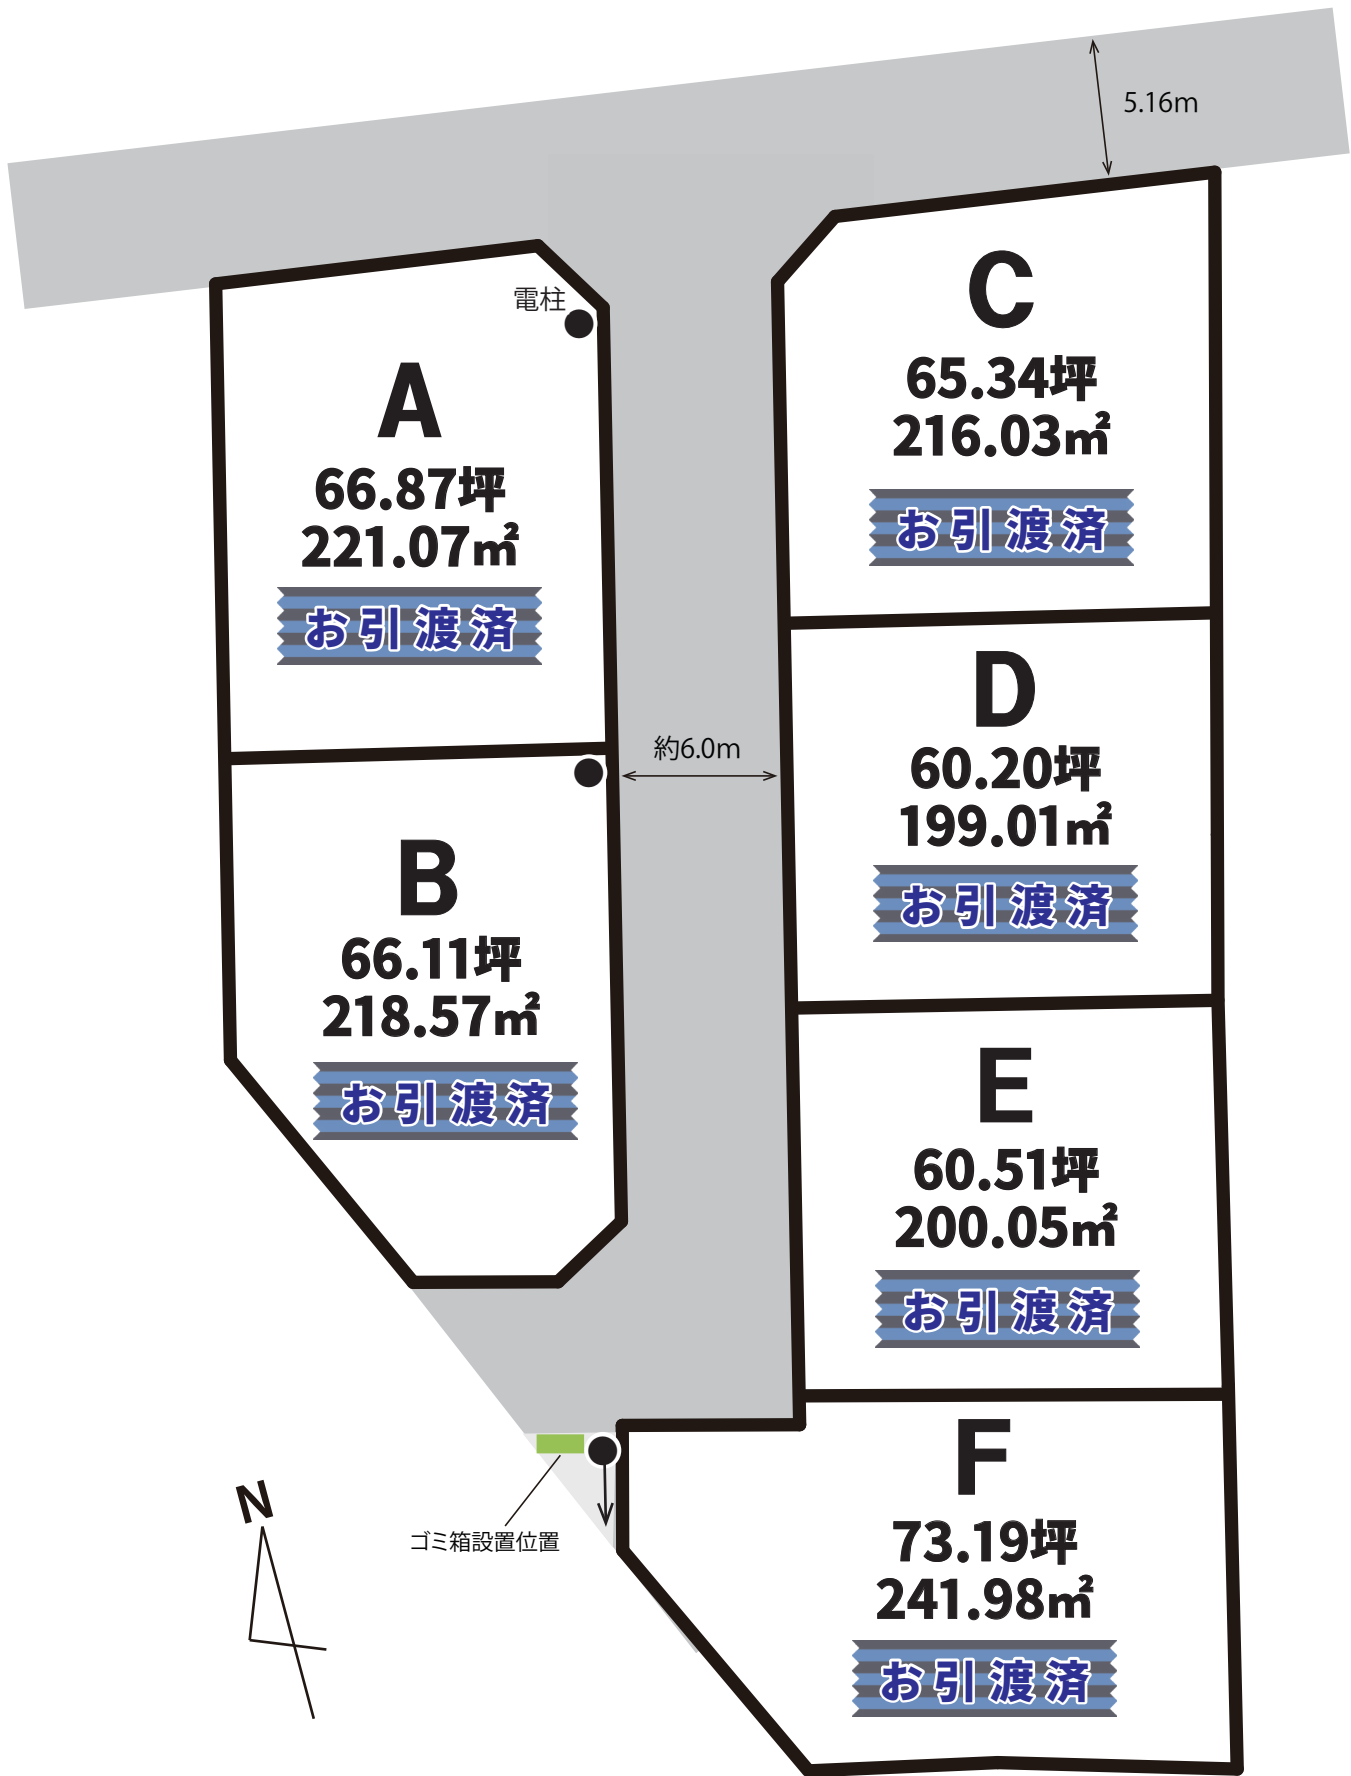 5.16m
電柱
A
66.87坪
221.07㎡
お引渡済
C
65.34坪
216.03㎡
お引渡済
約6.0m
D
60.20坪
199.01㎡
お引渡済
B
66.11坪
218.57㎡
お引渡済
E
60.51坪
200.05㎡
お引渡済
F
73.19坪
241.98㎡
お引渡済
N
ゴミ箱設置位置